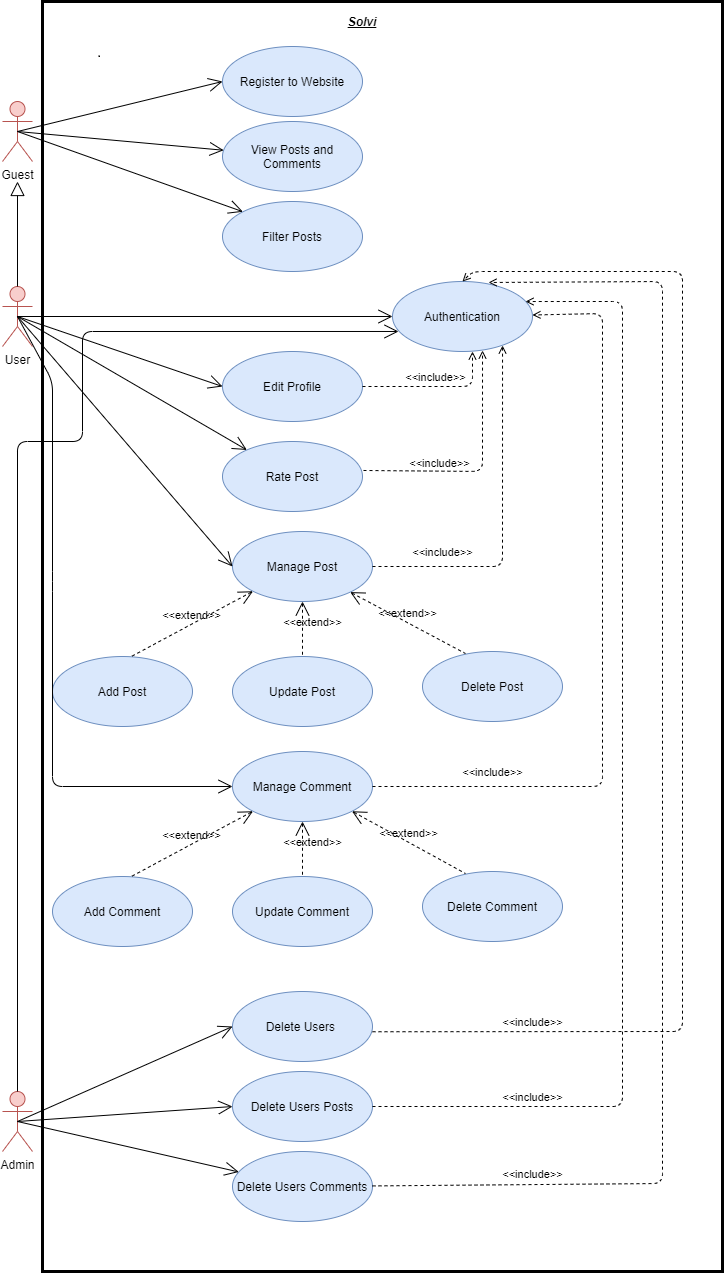 Solvi
.
Register to Website
View Posts and
Comments
Guest
Filter Posts
Authentication
User
Edit Profile
<<include>>
Rate Post
<<include>>
Manage Post
<<include>>
<<extend>>
<<extend>>
<<extend>>
Add Post
Update Post
Delete Post
Manage Comment
<<include>>
<<extend>>
<<extend>>
<<extend>>
Add Comment
Update Comment
Delete Comment
Delete Users
<<include>>
Delete Users Posts
<<include>>
Admin
Delete Users Comments
<<include>>